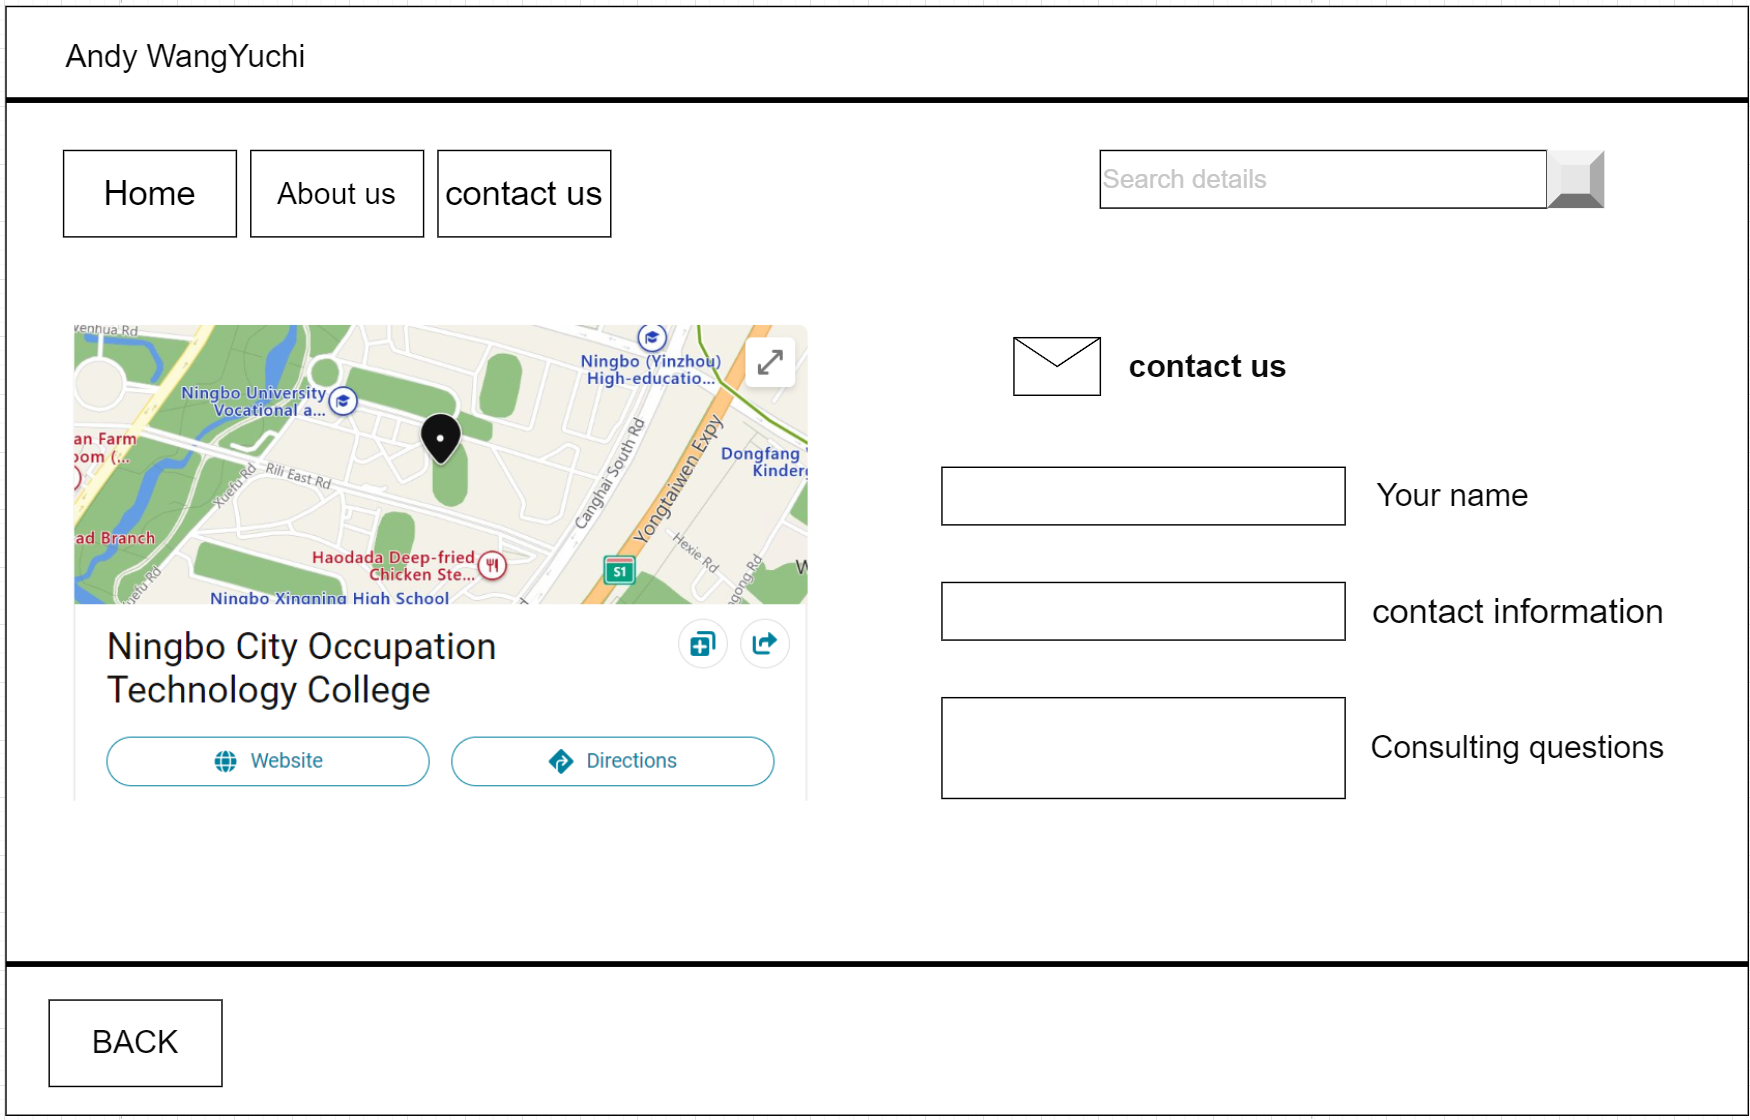 Andy WangYuchi
Home
About us
contact us
Search details
Ningbo (Yinzhou)
High-educatio...
Ningbo University
Vocational a...
an Farm
oom (...
Xuefu Rd
Rili East Rd
Canghai South Rd
Yongtaiwen Expy
Dongfang
Kinder
ad Branch
Haodada Deep-fried
Chicken Ste...
S1
Hexie Rd
Ningbo Xingning High School
Ningbo City Occupation
Technology College
Website
Directions
contact us
Your name
contact information
Consulting questions
BACK